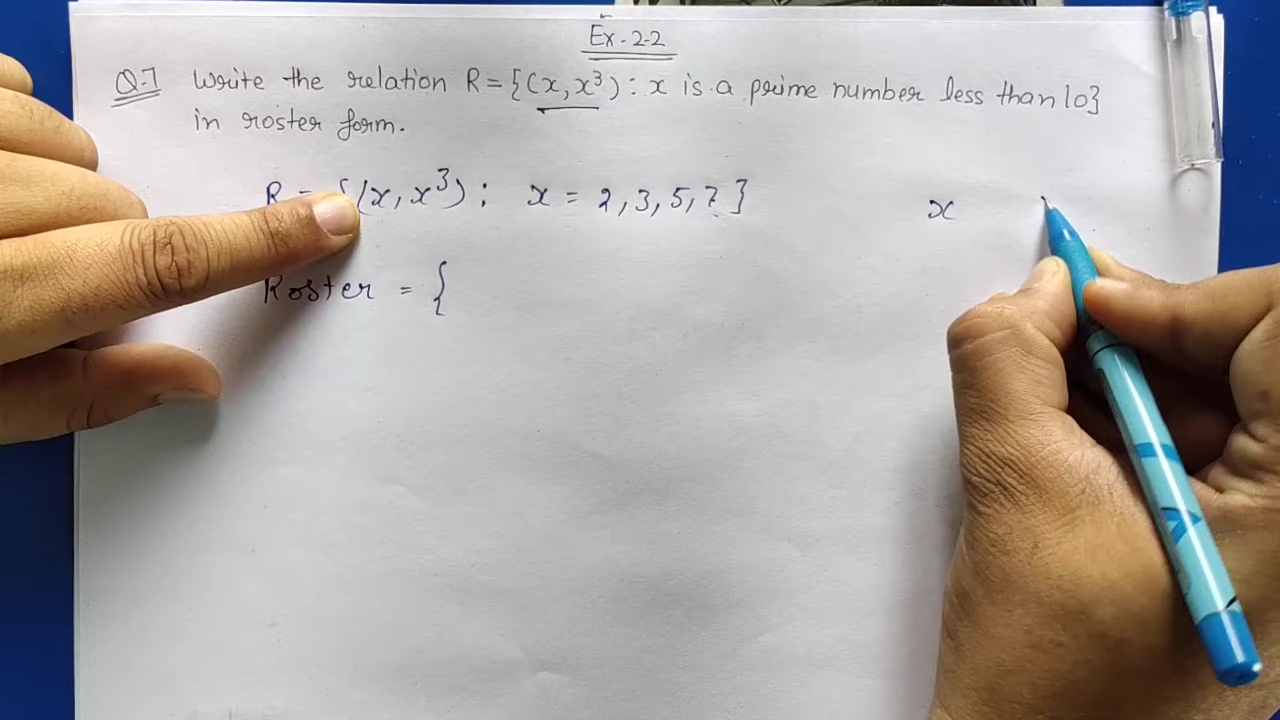 Ex-2.2
Q.7 Write the relation R={(x,x³): x is a prime number less than 10}
in roster form.
R = {(x,x³): x = 2,3,5,7}
x
Roster = {